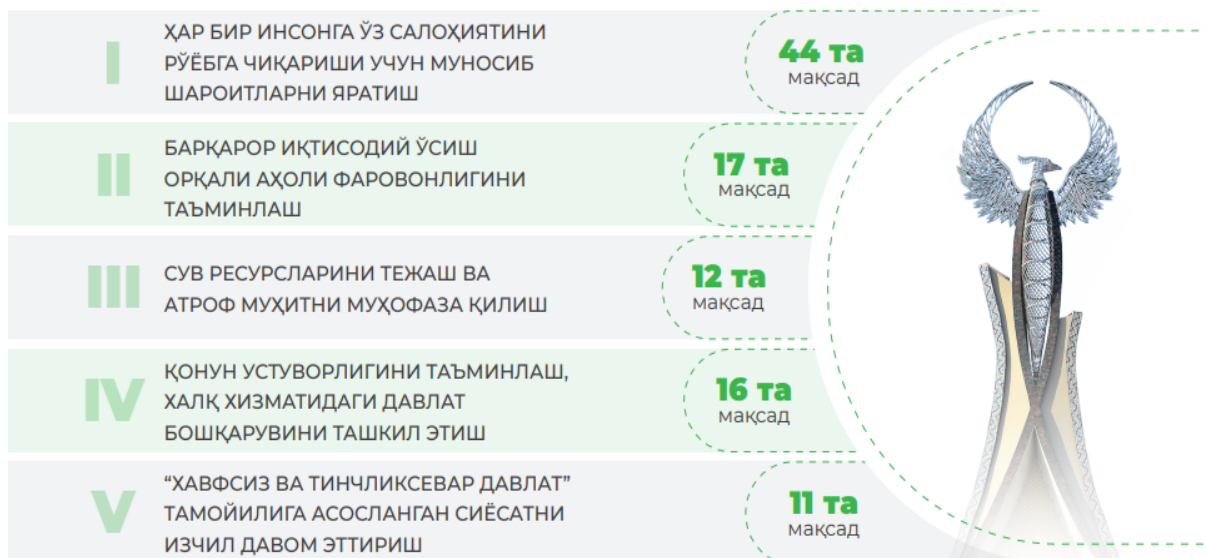 I
ҲАР БИР ИНСОНГА ЎЗ САЛОҲИЯТИНИ
РЎЁБГА ЧИҚАРИШИ УЧУН МУНОСИБ
ШАРОИТЛАРНИ ЯРАТИШ
44 та
мақсад
II
БАРҚАРОР ИҚТИСОДИЙ ЎСИШ
ОРҚАЛИ АҲОЛИ ФАРОВОНЛИГИНИ
ТАЪМИНЛАШ
17 та
мақсад
III
СУВ РЕСУРСЛАРИНИ ТЕЖАШ ВА
АТРОФ МУҲИТНИ МУҲОФАЗА ҚИЛИШ
12 та
мақсад
IV
ҚОНУН УСТУВОРЛИГИНИ ТАЪМИНЛАШ,
ХАЛҚ ХИЗМАТИДАГИ ДАВЛАТ
БОШҚАРУВИНИ ТАШКИЛ ЭТИШ
16 та
мақсад
V
“ХАВФСИЗ ВА ТИНЧЛИКСЕВАР ДАВЛАТ”
ТАМОЙИЛИГА АСОСЛАНГАН СИЁСАТНИ
ИЗЧИЛ ДАВОМ ЭТТИРИШ
11 та
мақсад